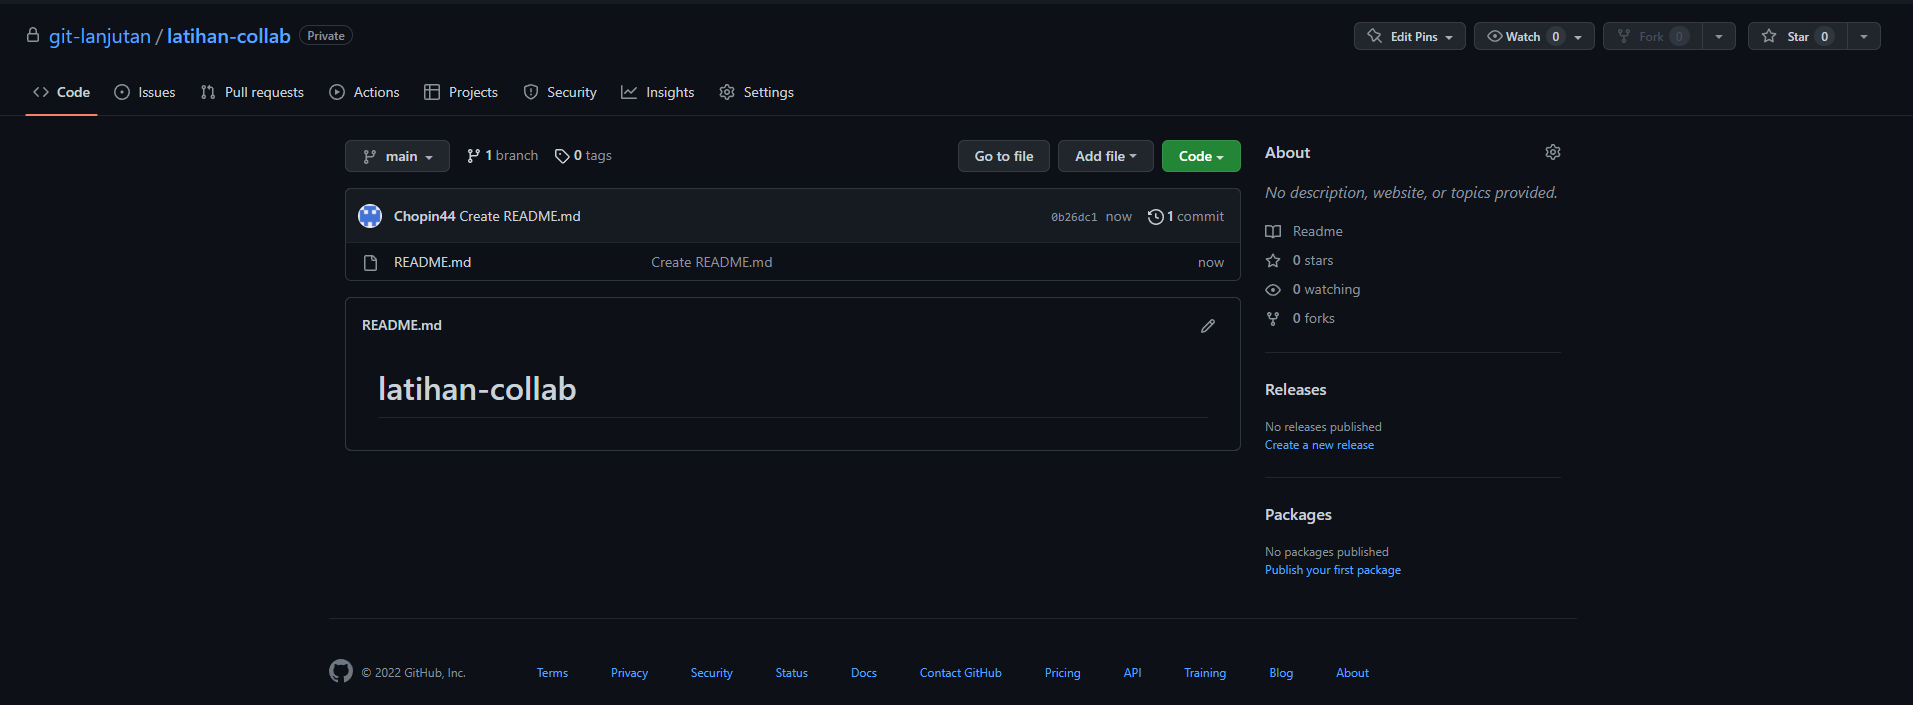 git-lanjutan / latihan-collab Private
Edit Pins Watch 0 Fork 0 Star 0
Code Issues Pull requests Actions Projects Security Insights Settings
main 1 branch 0 tags Go to file Add file Code
Chopin44 Create README.md 0b26dc1 now 1 commit
README.md Create README.md now
README.md
latihan-collab
About
No description, website, or topics provided.
Readme
0 stars
0 watching
0 forks
Releases
No releases published
Create a new release
Packages
No packages published
Publish your first package
© 2022 GitHub, Inc. Terms Privacy Security Status Docs Contact GitHub Pricing API Training Blog About